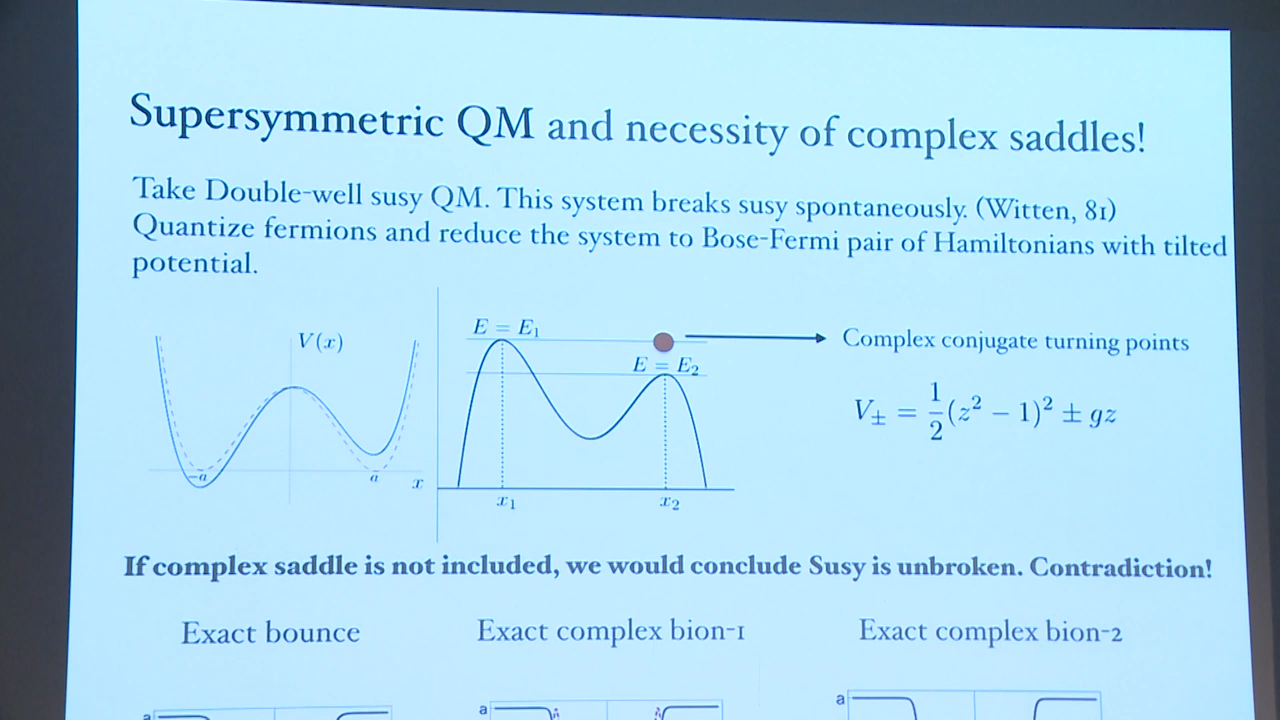 Supersymmetric QM and necessity of complex saddles!
Take Double-well susy QM. This system breaks susy spontaneously. (Witten, 81)
Quantize fermions and reduce the system to Bose-Fermi pair of Hamiltonians with tilted
potential.
V(x)
-a
a
x
E = E₁
E = E₂
x₁
x₂
Complex conjugate turning points
V± = 1/2 (z² − 1)² ± gz
If complex saddle is not included, we would conclude Susy is unbroken. Contradiction!
Exact bounce
Exact complex bion-1
Exact complex bion-2
a
a
a